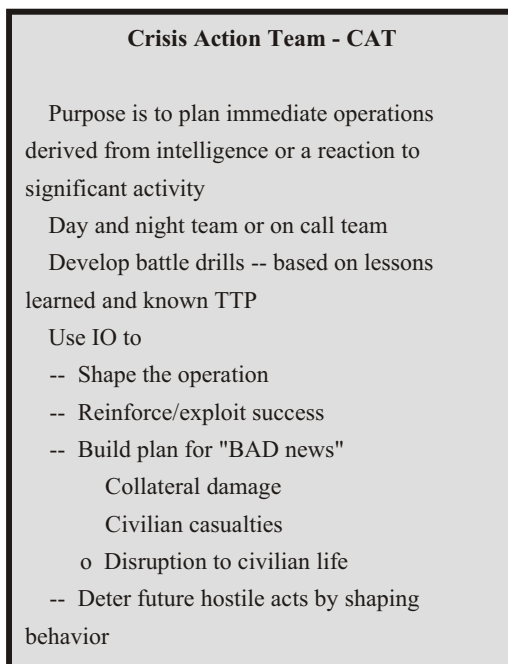 Crisis Action Team - CAT
Purpose is to plan immediate operations
derived from intelligence or a reaction to
significant activity
Day and night team or on call team
Develop battle drills -- based on lessons
learned and known TTP
Use IO to
-- Shape the operation
-- Reinforce/exploit success
-- Build plan for "BAD news"
Collateral damage
Civilian casualties
o Disruption to civilian life
-- Deter future hostile acts by shaping
behavior